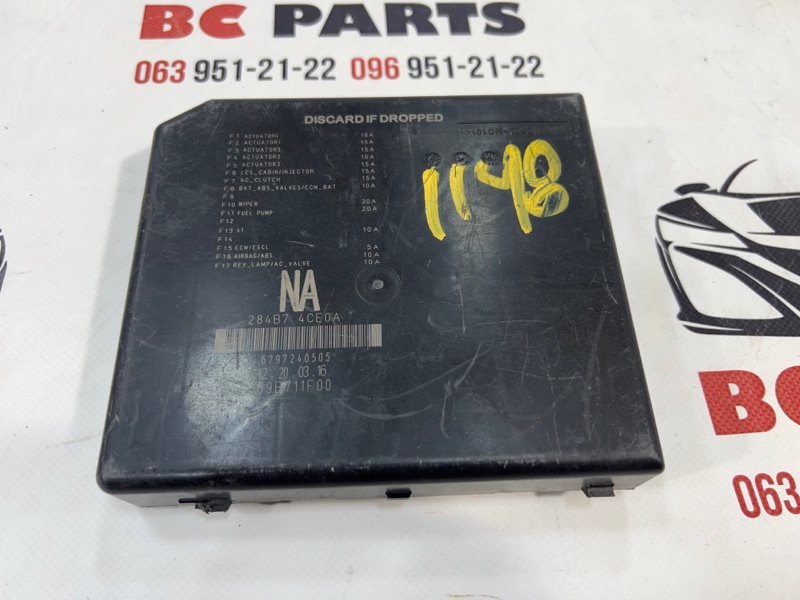 BC PARTS
063 951-21-22 096 951-21-22
DISCARD IF DROPPED
F1 ACTUATOR4 10A
F2 ACTUATOR1 15A
F3 ACTUATOR5 15A
F4 ACTUATOR2 10A
F5 ACTUATOR3 15A
F6 LCS_CABIN/INJECTOR 15A
F7 AC_CLUTCH 15A
F8 BAT_ABS_VALVES/ECM_BAT 10A
F9
F10 WIPER 30A
F11 FUEL PUMP 20A
F12
F13 AT 10A
F14
F15 ECM/ESCL 5A
F16 AIRBAG/ABS 10A
F17 REV_LAMP/AC_VALVE 10A
1148
NA
284B7 4CE0A
6797240505
12.20.03.16
B711F00
BC
063